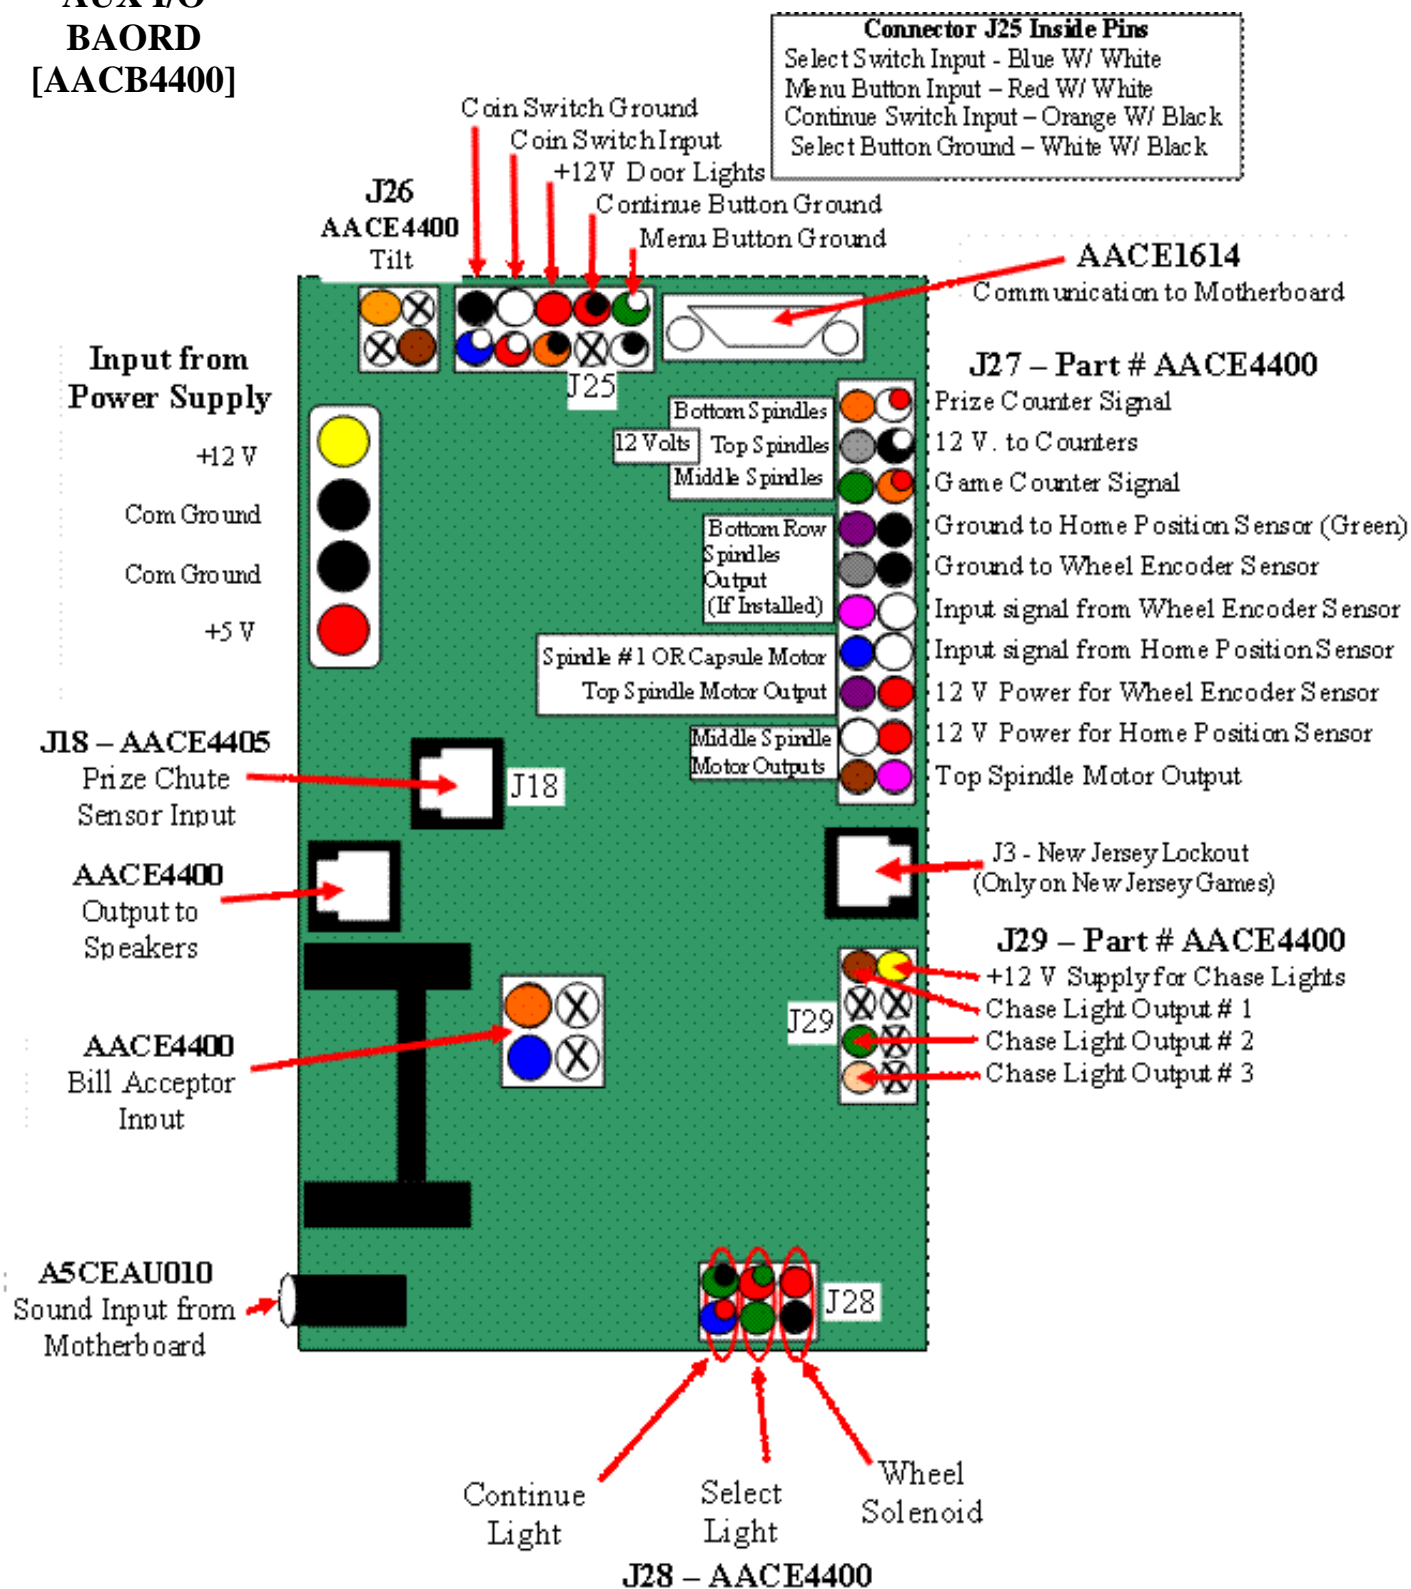 AUX I/O
BAORD
[AACB4400]
Connector J25 Inside Pins
Select Switch Input - Blue W/ White
Menu Button Input – Red W/ White
Continue Switch Input – Orange W/ Black
Select Button Ground – White W/ Black
Coin Switch Ground
Coin Switch Input
+12V Door Lights
Continue Button Ground
Menu Button Ground
J26
AACE4400
Tilt
J25
AACE1614
Communication to Motherboard
Input from
Power Supply
+12 V
Com Ground
Com Ground
+5 V
J27 – Part # AACE4400
Prize Counter Signal
12 V. to Counters
Game Counter Signal
Ground to Home Position Sensor (Green)
Ground to Wheel Encoder Sensor
Input signal from Wheel Encoder Sensor
Input signal from Home Position Sensor
12 V Power for Wheel Encoder Sensor
12 V Power for Home Position Sensor
Top Spindle Motor Output
Bottom Spindles
12 Volts
Top Spindles
Middle Spindles
Bottom Row
Spindles
Output
(If Installed)
Spindle #1 OR Capsule Motor
Top Spindle Motor Output
Middle Spindle
Motor Outputs
J18 – AACE4405
Prize Chute
Sensor Input
J18
AACE4400
Output to
Speakers
J3 - New Jersey Lockout
(Only on New Jersey Games)
J29 – Part # AACE4400
+12 V Supply for Chase Lights
Chase Light Output # 1
Chase Light Output # 2
Chase Light Output # 3
J29
AACE4400
Bill Acceptor
Input
A5CEAU010
Sound Input from
Motherboard
J28
Continue
Light
Select
Light
Wheel
Solenoid
J28 – AACE4400